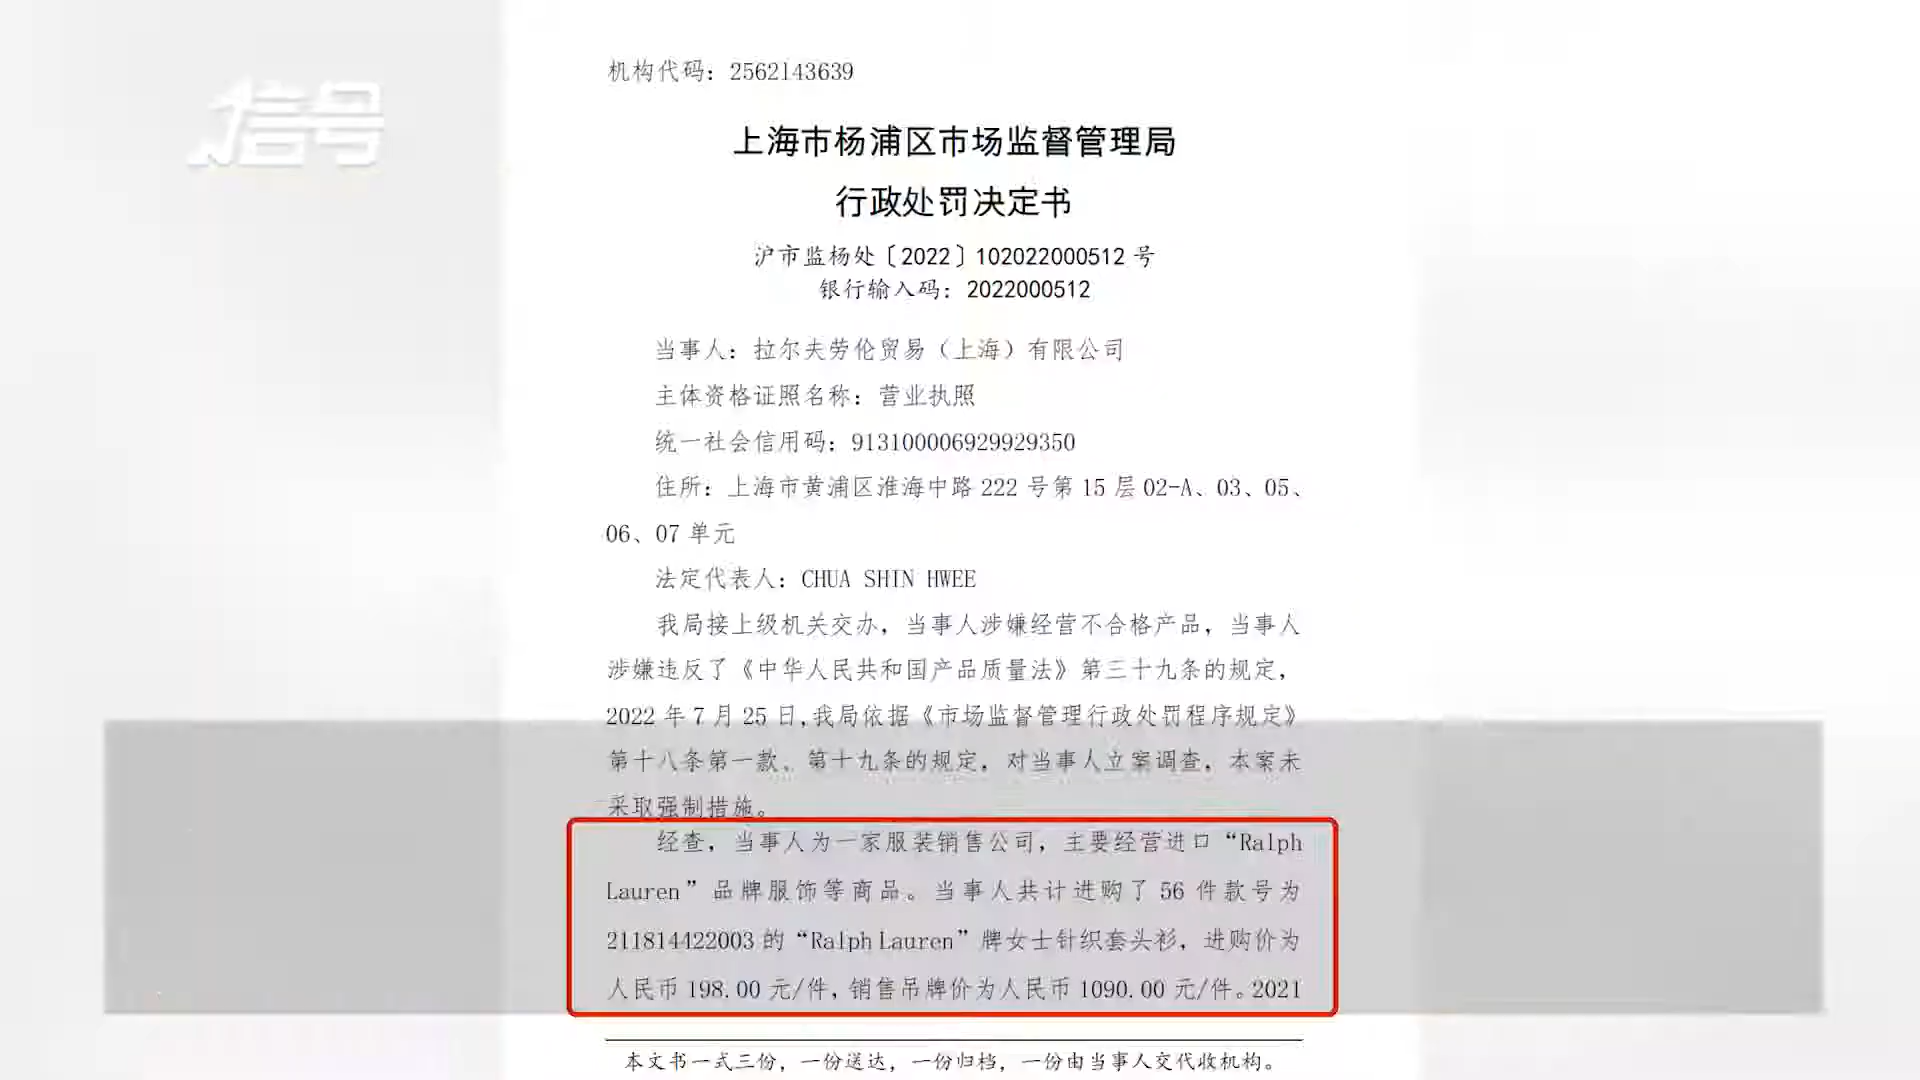 信号
机构代码：2562143639
上海市杨浦区市场监督管理局
行政处罚决定书
沪市监杨处〔2022〕102022000512 号
银行输入码：2022000512
当事人：拉尔夫劳伦贸易（上海）有限公司
主体资格证照名称：营业执照
统一社会信用码：913100006929929350
住所：上海市黄浦区淮海中路 222 号第 15 层 02-A、03、05、
06、07 单元
法定代表人：CHUA SHIN HWEE
我局接上级机关交办，当事人涉嫌经营不合格产品，当事人
涉嫌违反了《中华人民共和国产品质量法》第三十九条的规定，
2022 年 7 月 25 日,我局依据《市场监督管理行政处罚程序规定》
第十八条第一款、第十九条的规定，对当事人立案调查，本案未
采取强制措施。
经查，当事人为一家服装销售公司，主要经营进口“Ralph
Lauren”品牌服饰等商品。当事人共计进购了 56 件款号为
211814422003 的“Ralph Lauren”牌女士针织套头衫，进购价为
人民币 198.00 元/件，销售吊牌价为人民币 1090.00 元/件。2021
本文书一式三份，一份送达，一份归档，一份由当事人交代收机构。